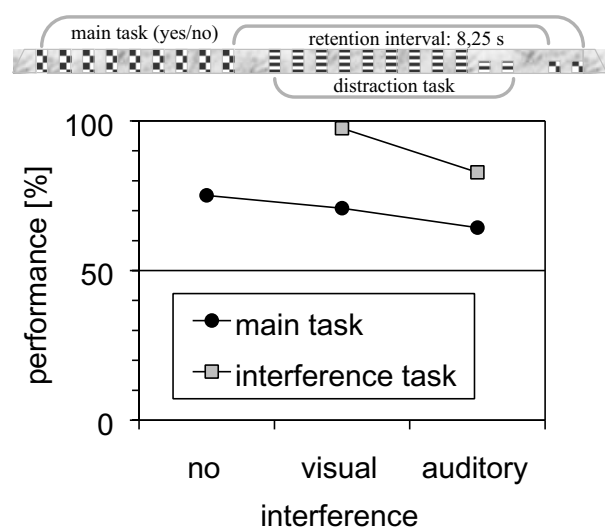 main task (yes/no)
retention interval: 8,25 s
distraction task
100
50
0
performance [%]
main task
interference task
no
visual
auditory
interference